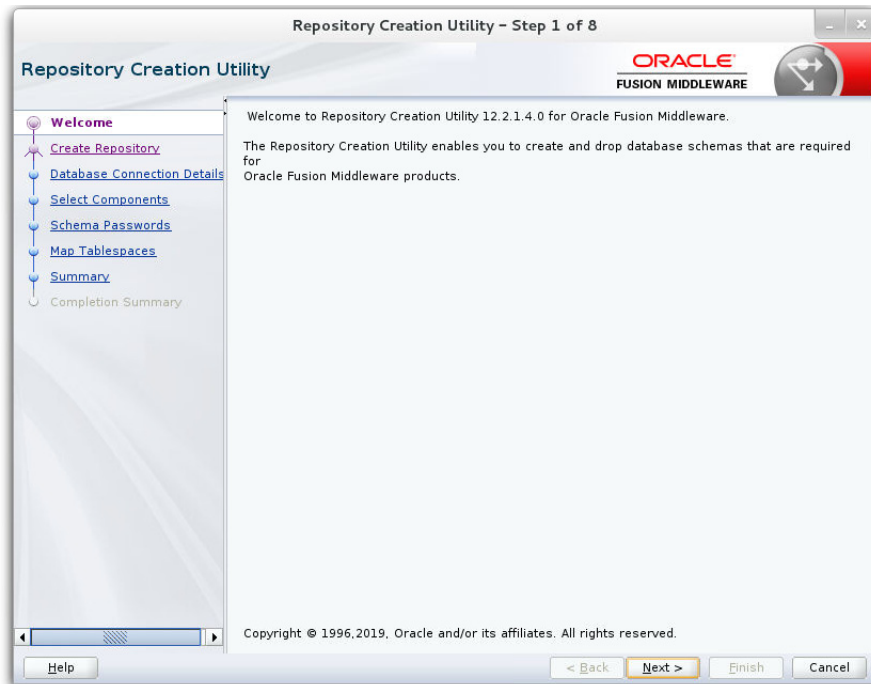 Repository Creation Utility – Step 1 of 8
Repository Creation Utility
ORACLE
FUSION MIDDLEWARE
Welcome
Create Repository
Database Connection Details
Select Components
Schema Passwords
Map Tablespaces
Summary
Completion Summary
Welcome to Repository Creation Utility 12.2.1.4.0 for Oracle Fusion Middleware.
The Repository Creation Utility enables you to create and drop database schemas that are required
for
Oracle Fusion Middleware products.
Copyright © 1996,2019, Oracle and/or its affiliates. All rights reserved.
Help
< Back
Next >
Finish
Cancel